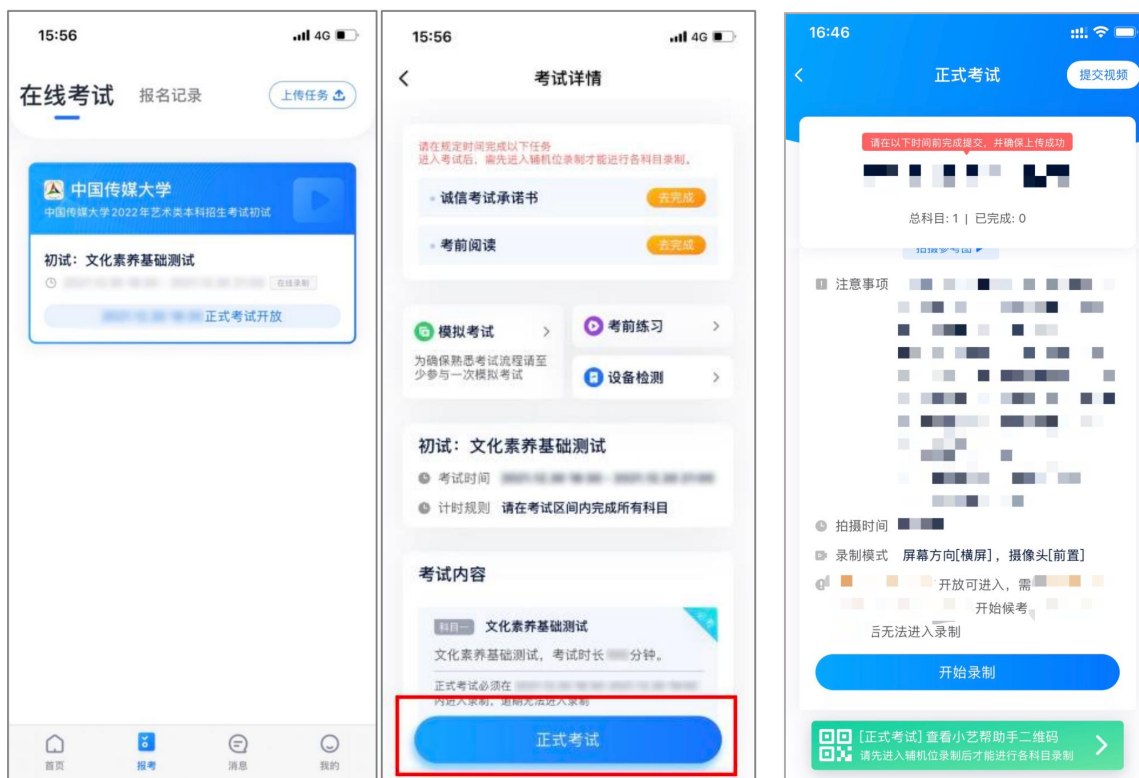 15:56
4G
在线考试
报名记录
上传任务
中国传媒大学
中国传媒大学2022年艺术类本科招生考试初试
初试：文化素养基础测试
在线录制
正式考试开放
首页
报考
消息
我的
15:56
4G
考试详情
请在规定时间完成以下任务
进入考试后，需先进入辅机位录制才能进行各科目录制。
诚信考试承诺书
去完成
考前阅读
去完成
模拟考试
为确保熟悉考试流程请至
少参与一次模拟考试
考前练习
设备检测
初试：文化素养基础测试
考试时间
计时规则 请在考试区间内完成所有科目
考试内容
科目一 文化素养基础测试
文化素养基础测试，考试时长 分钟。
正式考试必须在
内进入录制，逾期无法进入录制
正式考试
16:46
正式考试
提交视频
请在以下时间前完成提交，并确保上传成功
总科目: 1 | 已完成: 0
拍摄参考图
注意事项
拍摄时间
录制模式 屏幕方向[横屏]，摄像头[前置]
开放可进入，需
开始候考
后无法进入录制
开始录制
[正式考试] 查看小艺帮助手二维码
请先进入辅机位录制后才能进行各科目录制